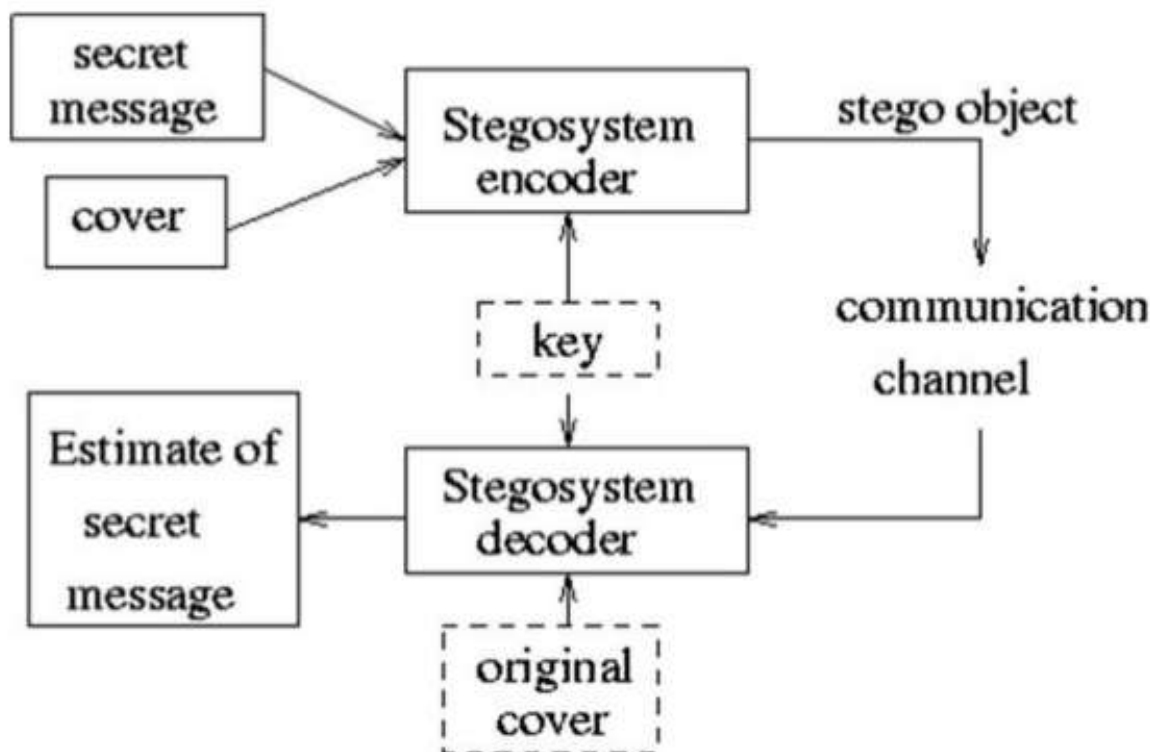 secret
message
Stegosystem
encoder
stego object
cover
key
communication
channel
Estimate of
secret
message
Stegosystem
decoder
original
cover